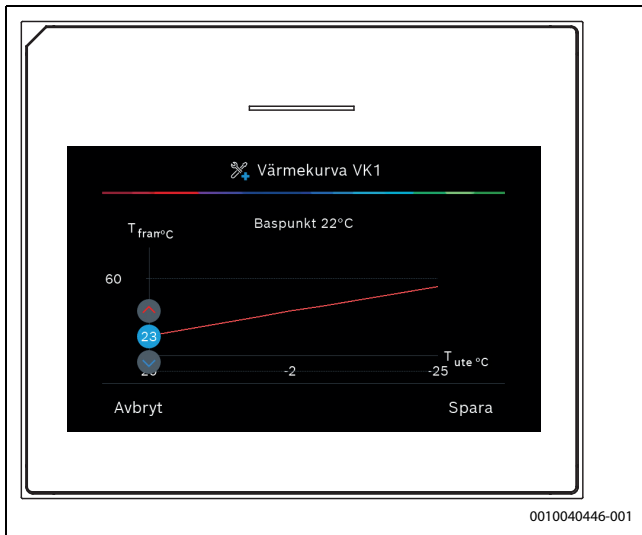 Värmekurva VK1
Baspunkt 22°C
T fram°C
60
23
-2
-25
T ute °C
Avbryt
Spara
0010040446-001